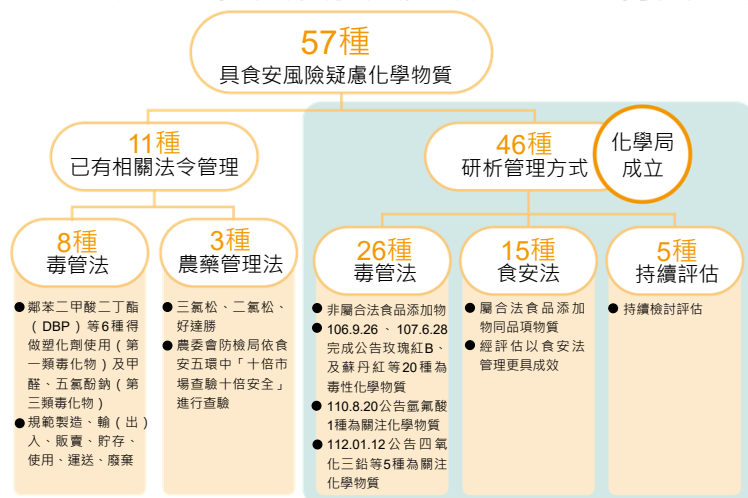 57種
具食安風險疑慮化學物質
11種
已有相關法令管理
46種
研析管理方式
化學局
成立
8種
毒管法
3種
農藥管理法
26種
毒管法
15種
食安法
5種
持續評估
● 鄰苯二甲酸二丁酯
（DBP）等6種得
做塑化劑使用（第
一類毒化物）及甲
醛、五氯酚鈉（第
三類毒化物）
● 規範製造、輸（出）
入、販賣、貯存、
使用、運送、廢棄
● 三氯松、二氯松、
好達勝
● 農委會防檢局依食
安五環中「十倍市
場查驗十倍安全」
進行查驗
● 非屬合法食品添加物
● 106.9.26、107.6.28
完成公告玫瑰紅B、
及蘇丹紅等20種為
毒性化學物質
● 110.8.20公告氫氟酸
1種為關注化學物質
● 112.01.12公告四氧
化三鉛等5種為關注
化學物質
● 屬合法食品添加
物同品項物質
● 經評估以食安法
管理更具成效
● 持續檢討評估